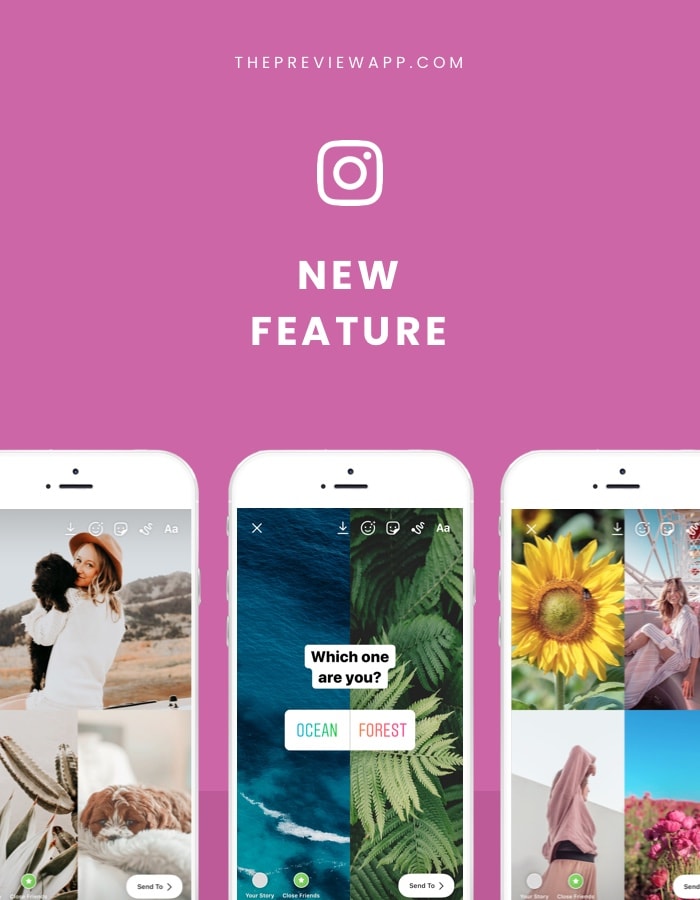 THEPREVIEWAPP.COM
NEW
FEATURE
Aa
Close Friends
Send To
Aa
Which one
are you?
OCEAN
FOREST
Your Story
Close Friends
Send To
Your Story
Close Friends
Send